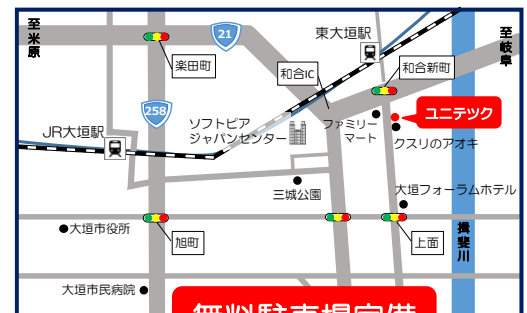 至米原
東大垣駅
至岐阜
21
楽田町
和合IC
和合新町
258
ソフトピア
ジャパンセンター
ファミリー
マート
ユニテック
クスリのアオキ
JR大垣駅
三城公園
大垣フォーラムホテル
大垣市役所
旭町
上面
揖斐川
大垣市民病院
無料駐車場完備